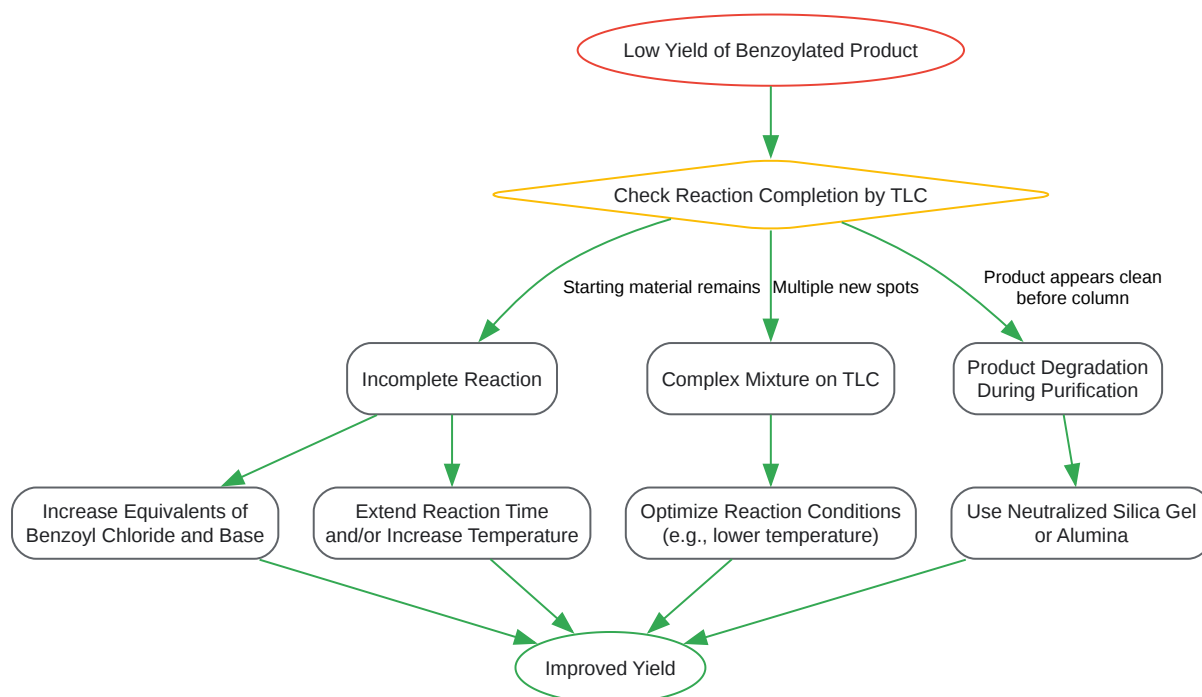 Low Yield of Benzoylated Product
Check Reaction Completion by TLC
Starting material remains
Multiple new spots
Product appears clean
before column
Incomplete Reaction
Complex Mixture on TLC
Product Degradation
During Purification
Increase Equivalents of
Benzoyl Chloride and Base
Extend Reaction Time
and/or Increase Temperature
Optimize Reaction Conditions
(e.g., lower temperature)
Use Neutralized Silica Gel
or Alumina
Improved Yield